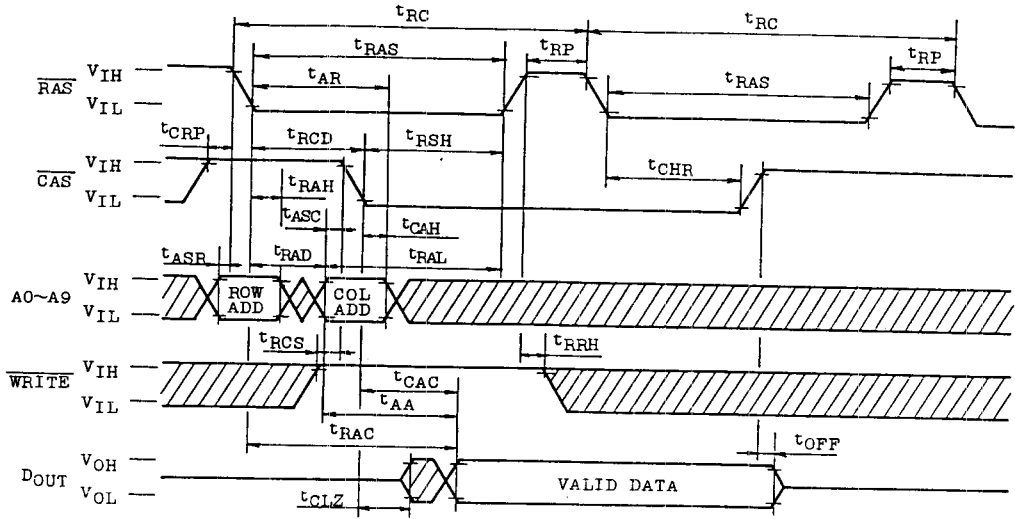 tRC tRC
tRAS tRP tRP
RAS VIH tAR tRAS
VIL
tCRP tRCD tRSH
CAS VIH tCHR
VIL tRAH
tASC tCAH
tASR tRAD tRAL
A0~A9 VIH ROW ADD COL ADD
VIL
tRCS tRRH
WRITE VIH
VIL tCAC
tAA
tRAC
tOFF
DOUT VOH
VALID DATA
VOL
tCLZ